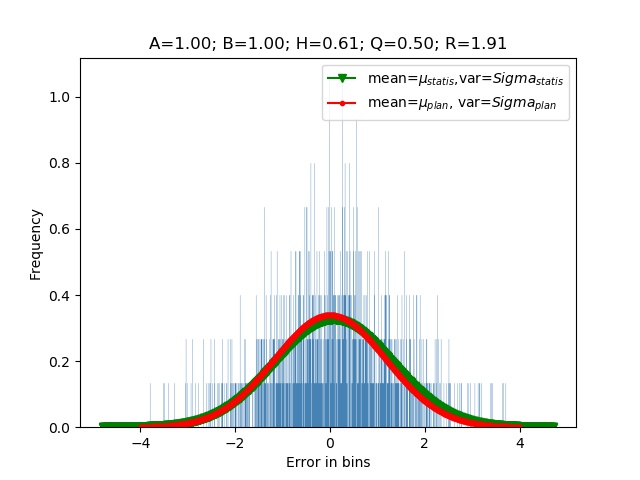 A=1.00; B=1.00; H=0.61; Q=0.50; R=1.91
mean=μstatis,var=Sigmastatis
mean=μplan, var=Sigmaplan
1.0
0.8
0.6
0.4
0.2
0.0
Frequency
−4
−2
0
2
4
Error in bins